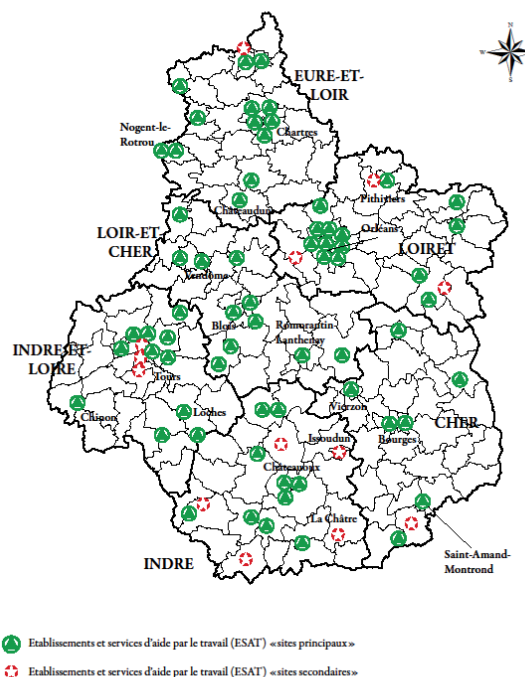 N
W
E
S
EURE-ET-
LOIR
Nogent-le-
Rotrou
Chartres
Pithiviers
Châteaudun
Orléans
LOIR-ET
CHER
LOIRET
Vendôme
Blois
Romorantin-
Lanthenay
INDRE-ET-
LOIRE
Tours
Chinon
Loches
Vierzon
CHER
Bourges
Issoudun
Châteauroux
La Châtre
INDRE
Saint-Amand-
Montrond
Etablissements et services d'aide par le travail (ESAT) «sites principaux»
Etablissements et services d'aide par le travail (ESAT) «sites secondaires»